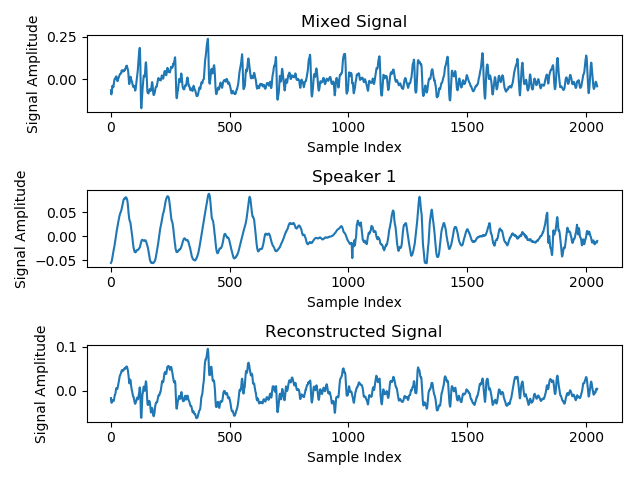 Mixed Signal
Signal Amplitude
0.25
0.00
0
500
1000
1500
2000
Sample Index
Speaker 1
Signal Amplitude
0.05
0.00
−0.05
0
500
1000
1500
2000
Sample Index
Reconstructed Signal
Signal Amplitude
0.1
0.0
0
500
1000
1500
2000
Sample Index